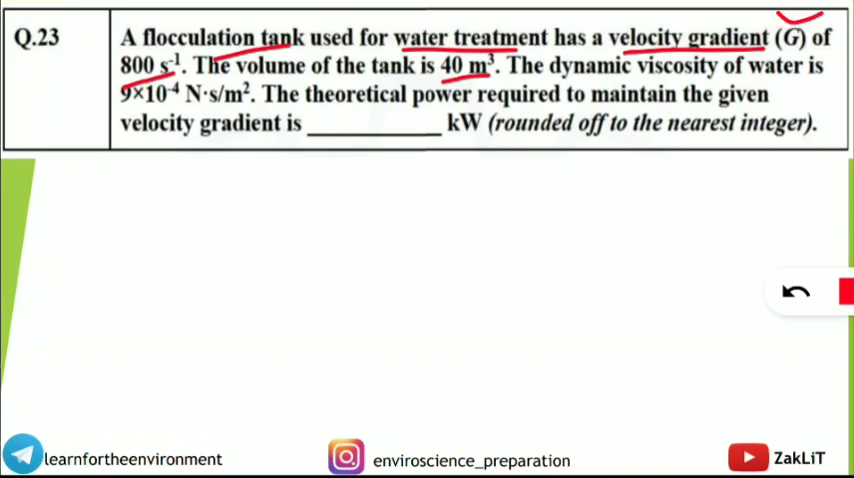 Q.23
A flocculation tank used for water treatment has a velocity gradient (G) of
800 s⁻¹. The volume of the tank is 40 m³. The dynamic viscosity of water is
9×10⁻⁴ N·s/m². The theoretical power required to maintain the given
velocity gradient is ____________ kW (rounded off to the nearest integer).
learnfortheenvironment
enviroscience_preparation
ZakLiT